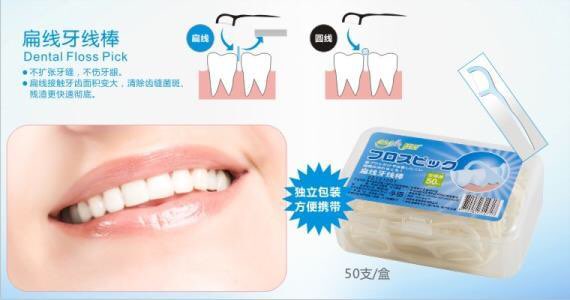 扁线牙线棒
Dental Floss Pick
不扩张牙缝，不伤牙龈。
扁线接触牙齿面积变大，清除齿缝菌斑、
残渣更快速彻底。
扁线
圆线
独立包装
方便携带
フロスピック
扁线牙线棒
50
50支/盒